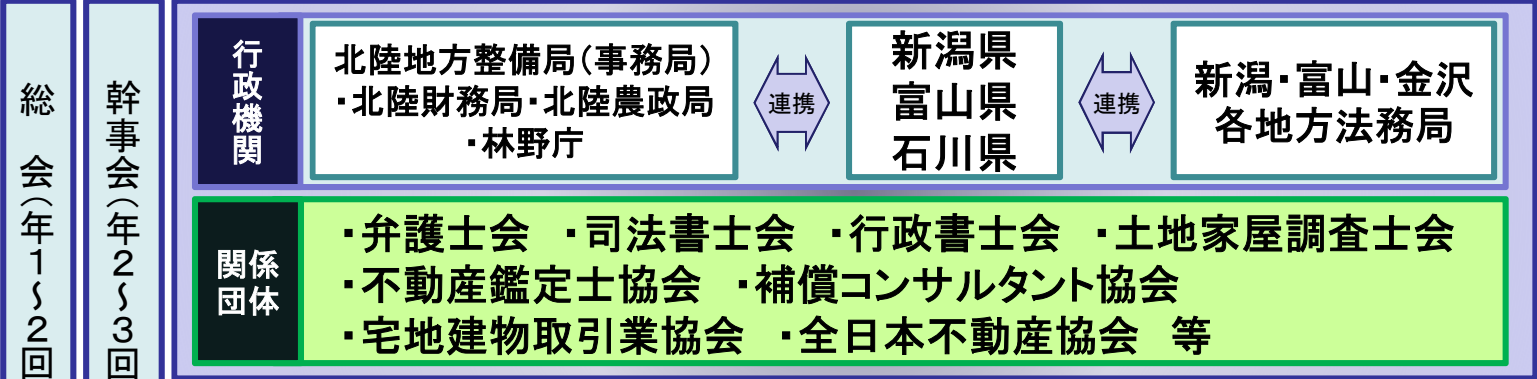 総　会（年１～２回
幹事会（年２～３回
行政機関
北陸地方整備局（事務局）
・北陸財務局・北陸農政局
・林野庁
連携
新潟県
富山県
石川県
連携
新潟・富山・金沢
各地方法務局
関係
団体
・弁護士会　・司法書士会　・行政書士会　・土地家屋調査士会
・不動産鑑定士協会　・補償コンサルタント協会
・宅地建物取引業協会　・全日本不動産協会　等